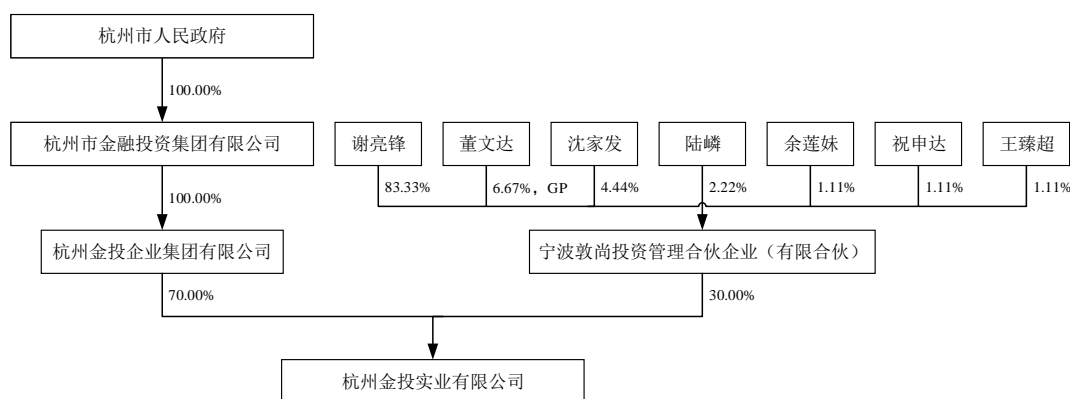 杭州市人民政府
100.00%
杭州市金融投资集团有限公司
谢亮锋
董文达
沈家发
陆嶙
余莲妹
祝申达
王臻超
100.00%
83.33%
6.67%，GP
4.44%
2.22%
1.11%
1.11%
1.11%
杭州金投企业集团有限公司
宁波敦尚投资管理合伙企业（有限合伙）
70.00%
30.00%
杭州金投实业有限公司